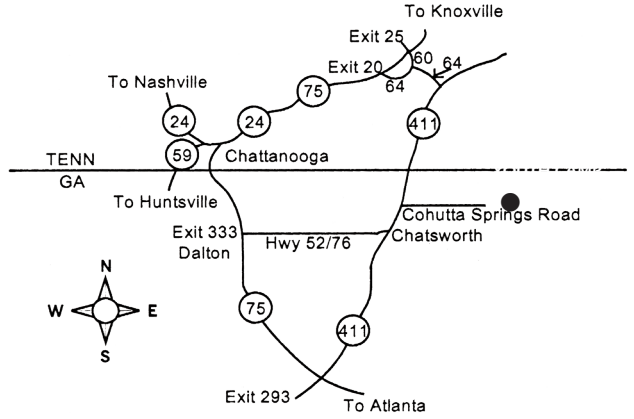 To Knoxville
Exit 25
60
64
Exit 20
64
To Nashville
75
24
24
411
59
Chattanooga
TENN
GA
To Huntsville
Cohutta Springs Road
Exit 333
Dalton
Hwy 52/76
Chatsworth
N
W
E
S
75
411
Exit 293
To Atlanta